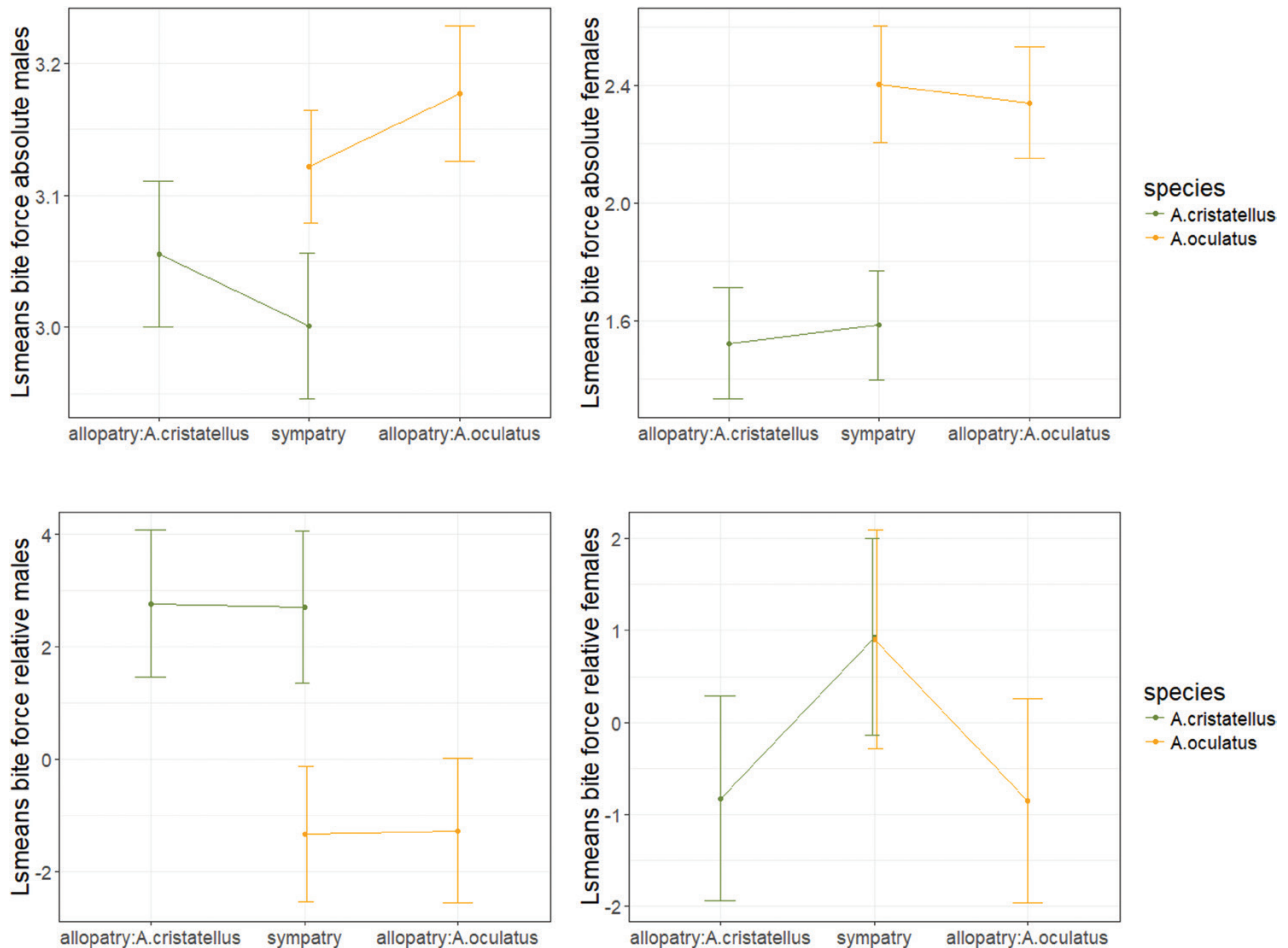 Lsmeans bite force absolute males
3.2
3.1
3.0
allopatry:A.cristatellus sympatry allopatry:A.oculatus
Lsmeans bite force absolute females
2.4
2.0
1.6
allopatry:A.cristatellus sympatry allopatry:A.oculatus
species
A.cristatellus
A.oculatus
Lsmeans bite force relative males
4
2
0
-2
allopatry:A.cristatellus sympatry allopatry:A.oculatus
Lsmeans bite force relative females
2
1
0
-1
-2
allopatry:A.cristatellus sympatry allopatry:A.oculatus
species
A.cristatellus
A.oculatus